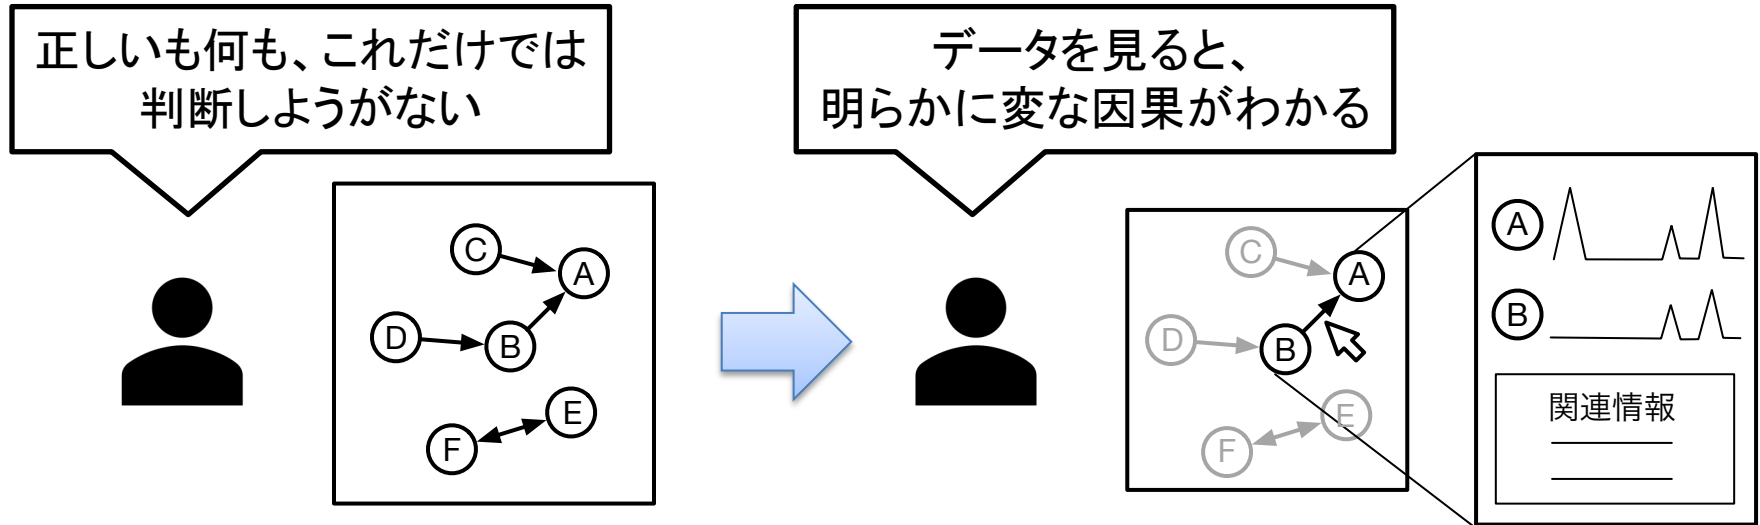 正しいも何も、これだけでは
判断しようがない
データを見ると、
明らかに変な因果がわかる
C
A
D
B
E
F
C
A
D
B
E
F
A
B
関連情報